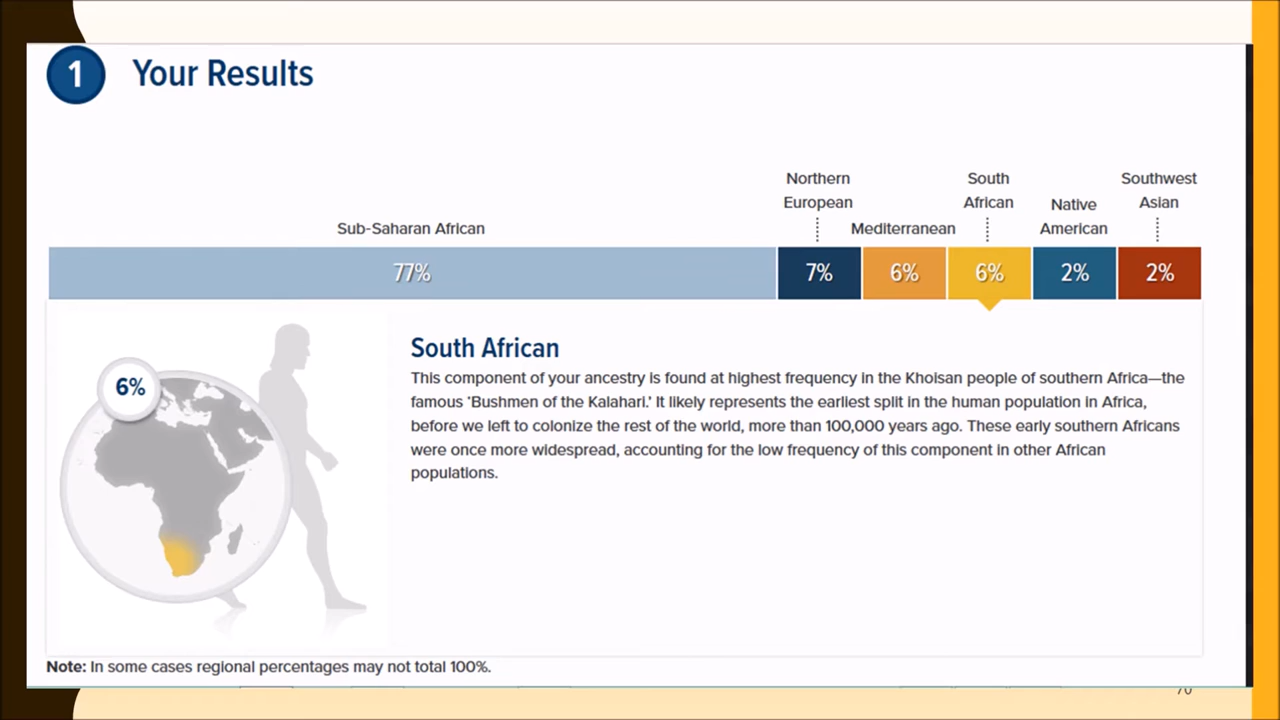 1 Your Results
Northern European
South African
Southwest Asian
Native American
Sub-Saharan African
Mediterranean
77% 7% 6% 6% 2% 2%
6%
South African
This component of your ancestry is found at highest frequency in the Khoisan people of southern Africa—the
famous 'Bushmen of the Kalahari.' It likely represents the earliest split in the human population in Africa,
before we left to colonize the rest of the world, more than 100,000 years ago. These early southern Africans
were once more widespread, accounting for the low frequency of this component in other African
populations.
Note: In some cases regional percentages may not total 100%.